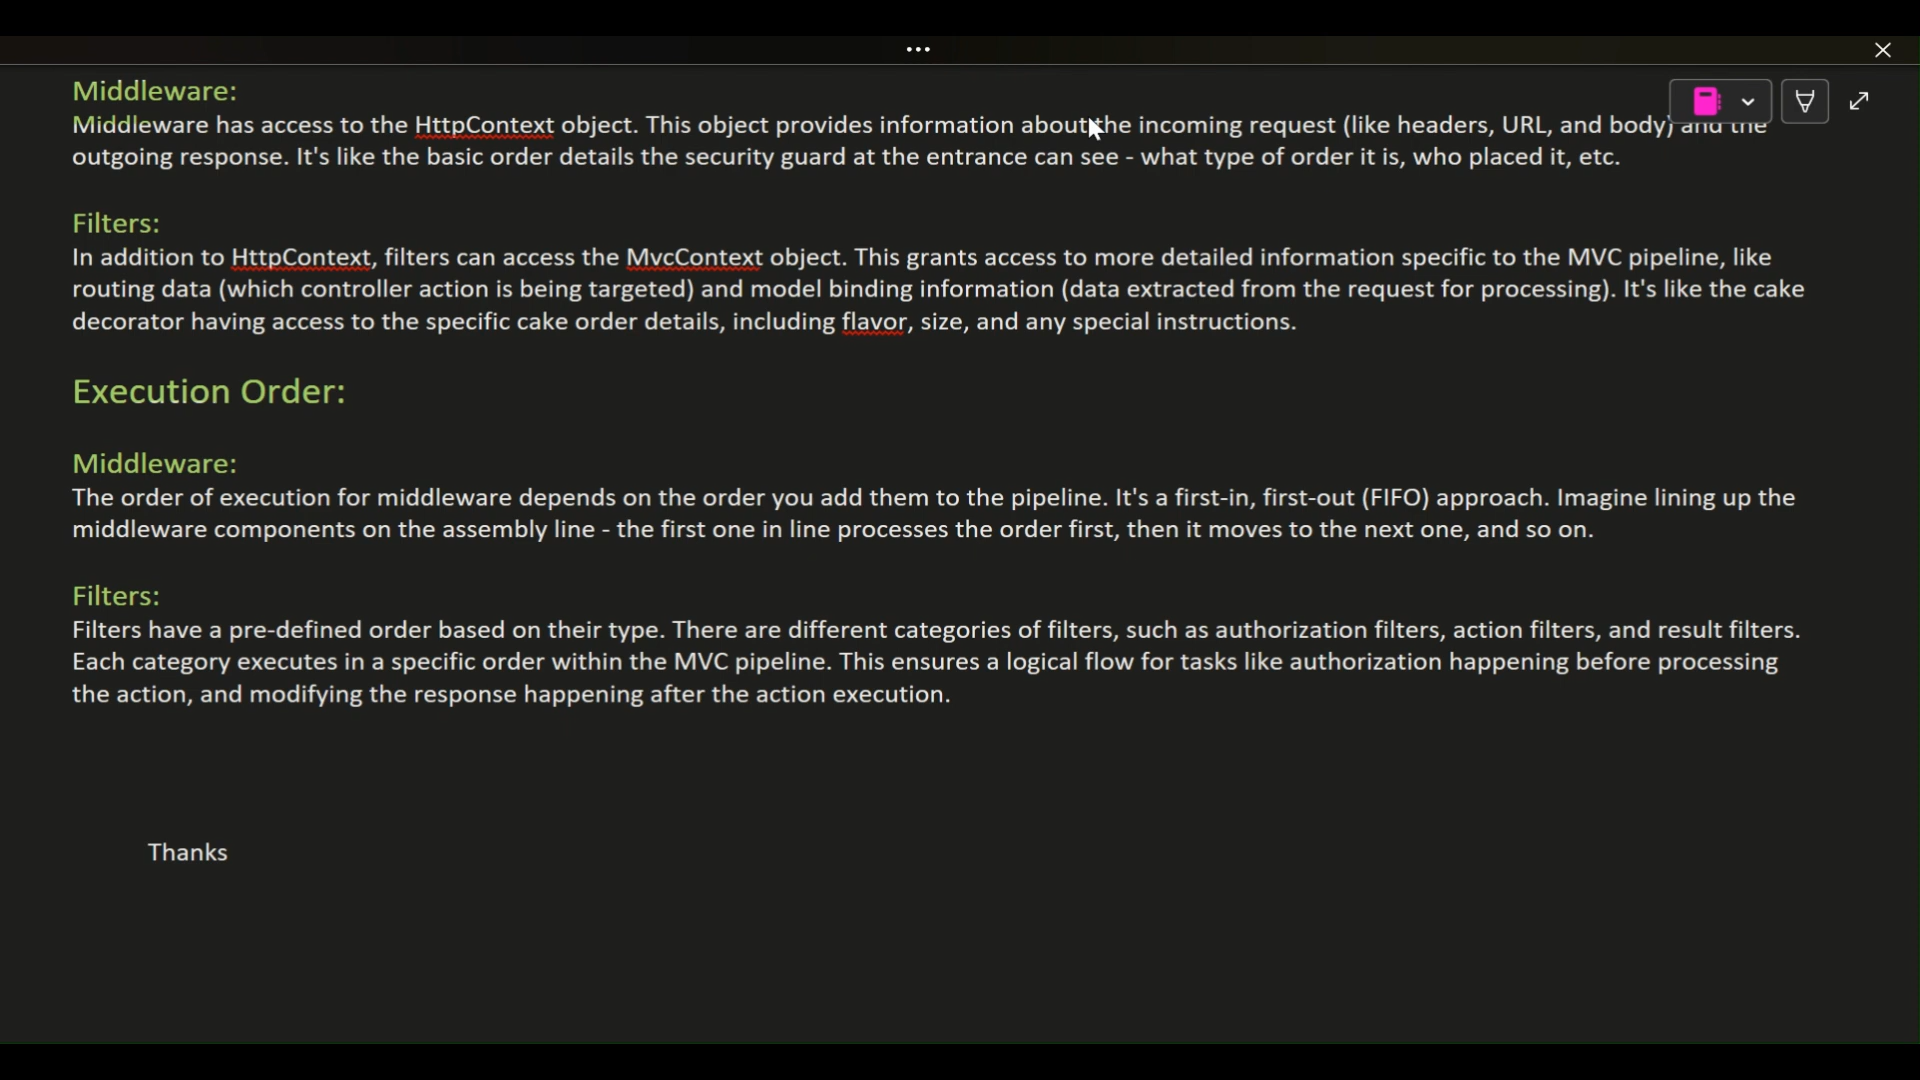 Middleware:
Middleware has access to the HttpContext object. This object provides information about the incoming request (like headers, URL, and body) and the
outgoing response. It's like the basic order details the security guard at the entrance can see - what type of order it is, who placed it, etc.
Filters:
In addition to HttpContext, filters can access the MvcContext object. This grants access to more detailed information specific to the MVC pipeline, like
routing data (which controller action is being targeted) and model binding information (data extracted from the request for processing). It's like the cake
decorator having access to the specific cake order details, including flavor, size, and any special instructions.
Execution Order:
Middleware:
The order of execution for middleware depends on the order you add them to the pipeline. It's a first-in, first-out (FIFO) approach. Imagine lining up the
middleware components on the assembly line - the first one in line processes the order first, then it moves to the next one, and so on.
Filters:
Filters have a pre-defined order based on their type. There are different categories of filters, such as authorization filters, action filters, and result filters.
Each category executes in a specific order within the MVC pipeline. This ensures a logical flow for tasks like authorization happening before processing
the action, and modifying the response happening after the action execution.
Thanks